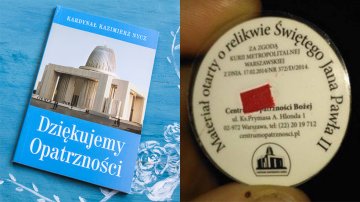 KARDYNAŁ KAZIMIERZ NYCZ
Dziękujemy
Opatrzności
Materiał otarty o relikwie Świętego Jana Pawła II
ZA ZGODĄ
KURII METROPOLITALNEJ
WARSZAWSKIEJ
Z DNIA 17.02.2014/NR 372/D/2014.
Centrum Opatrzności Bożej
ul. Ks. Prymasa A. Hlonda 1
02-972 Warszawa, tel: (22) 20 19 712
centrumopatrznosci.pl